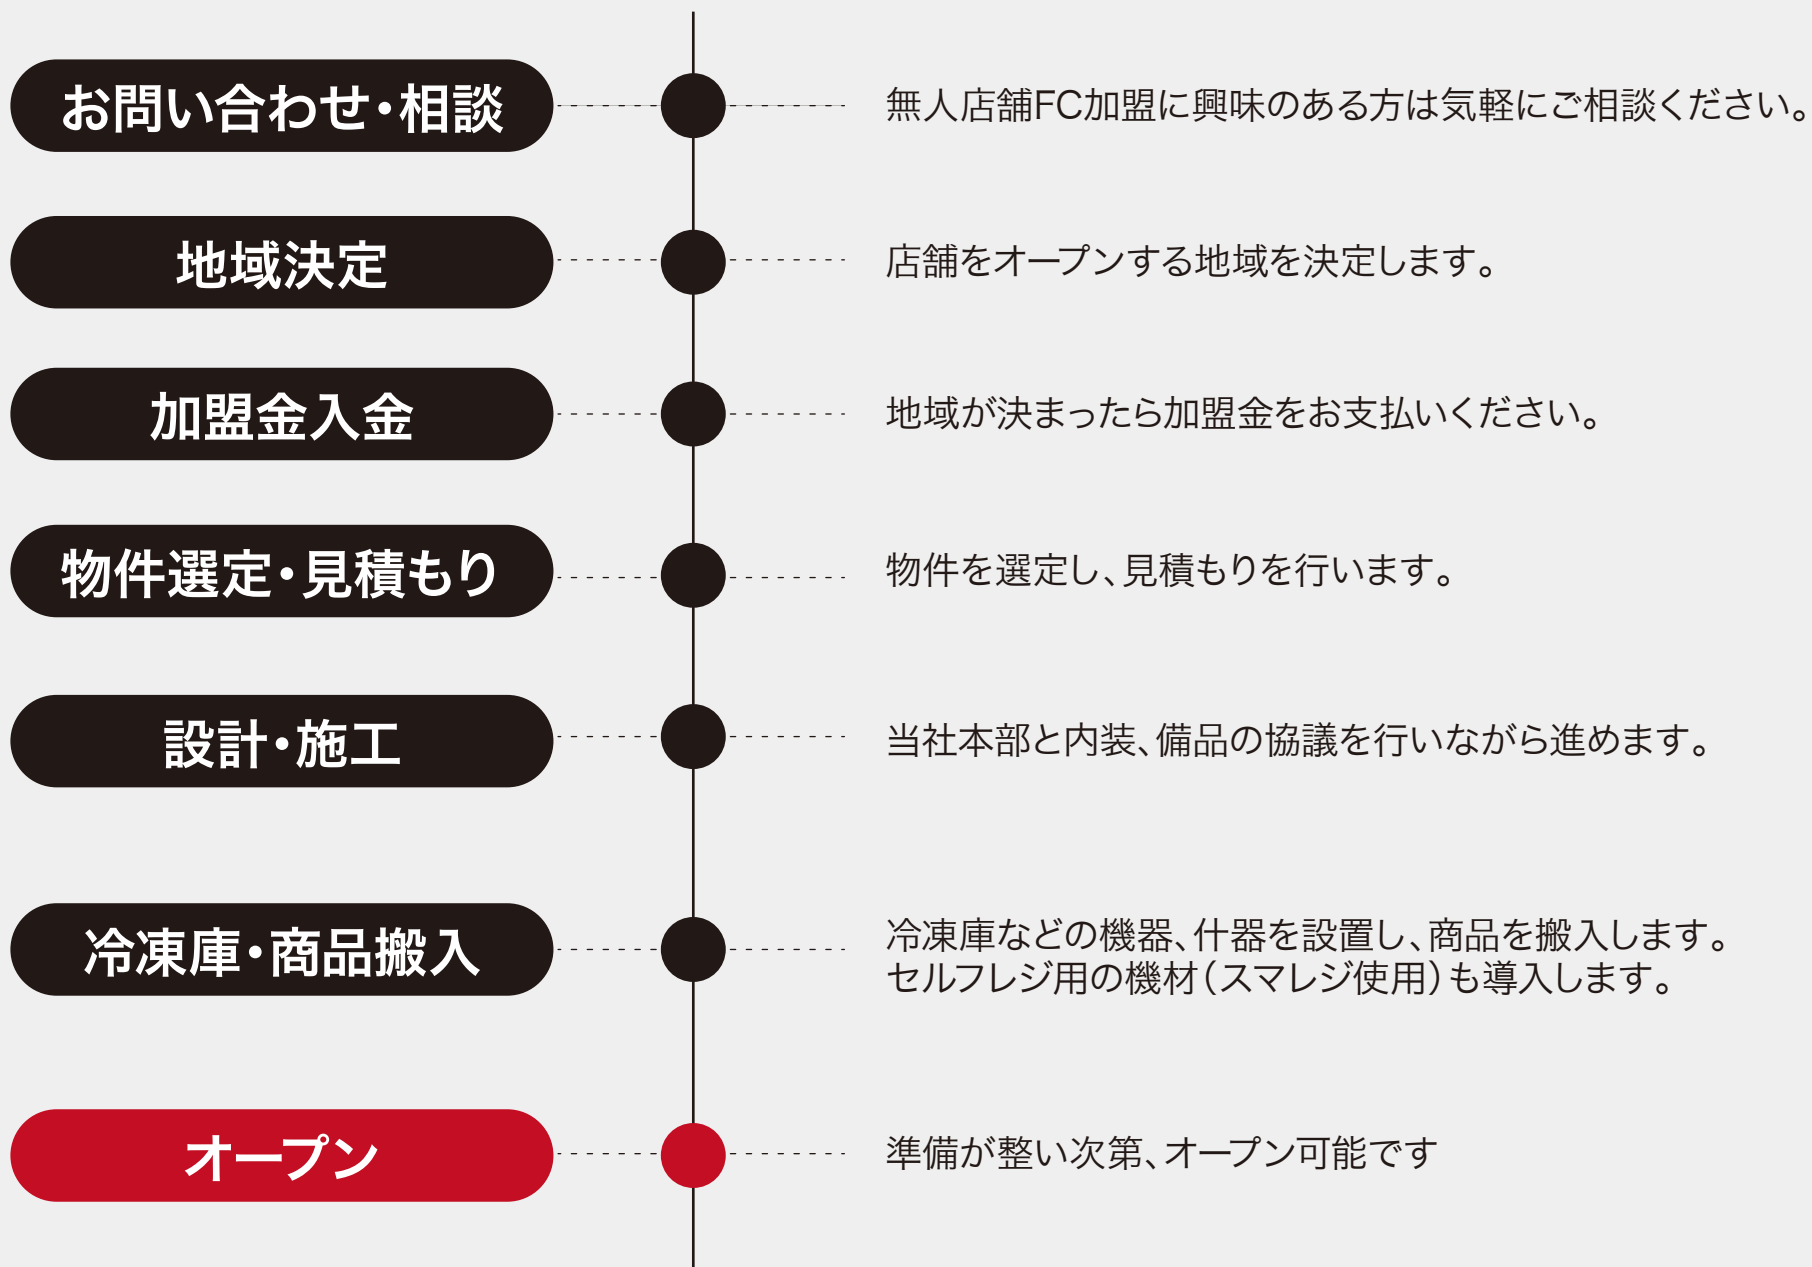 お問い合わせ・相談
無人店舗FC加盟に興味のある方は気軽にご相談ください。
地域決定
店舗をオープンする地域を決定します。
加盟金入金
地域が決まったら加盟金をお支払いください。
物件選定・見積もり
物件を選定し、見積もりを行います。
設計・施工
当社本部と内装、備品の協議を行いながら進めます。
冷凍庫・商品搬入
冷凍庫などの機器、什器を設置し、商品を搬入します。
セルフレジ用の機材（スマレジ使用）も導入します。
オープン
準備が整い次第、オープン可能です